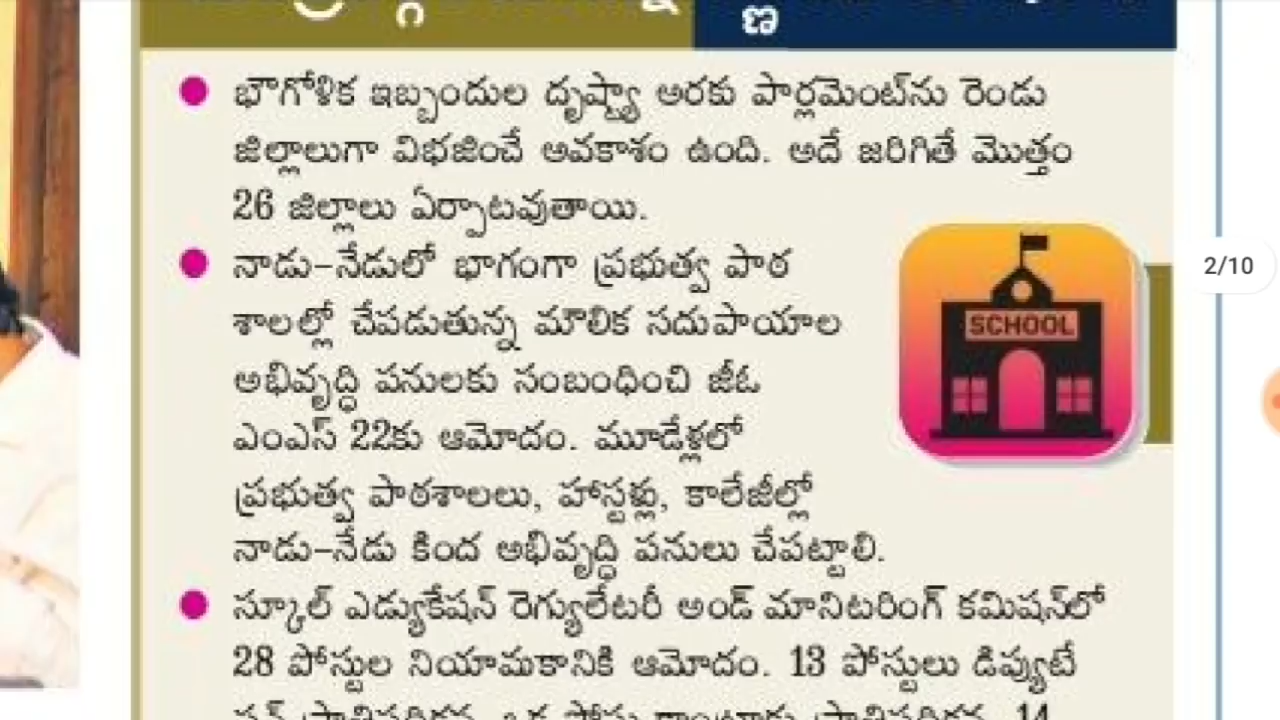 భౌగోళిక ఇబ్బందుల దృష్ట్యా అరకు పార్లమెంట్‌ను రెండు
జిల్లాలుగా విభజించే అవకాశం ఉంది. అదే జరిగితే మొత్తం
26 జిల్లాలు ఏర్పాటవుతాయి.
నాడు-నేడులో భాగంగా ప్రభుత్వ పాఠ
శాలల్లో చేపడుతున్న మౌలిక సదుపాయాల
అభివృద్ధి పనులకు సంబంధించి జీఓ
ఎంఎస్ 22కు ఆమోదం. మూడేళ్లలో
ప్రభుత్వ పాఠశాలలు, హాస్టళ్లు, కాలేజీల్లో
నాడు-నేడు కింద అభివృద్ధి పనులు చేపట్టాలి.
SCHOOL
2/10
స్కూల్ ఎడ్యుకేషన్ రెగ్యులేటరీ అండ్ మానిటరింగ్ కమిషన్‌లో
28 పోస్టుల నియామకానికి ఆమోదం. 13 పోస్టులు డిప్యుటే